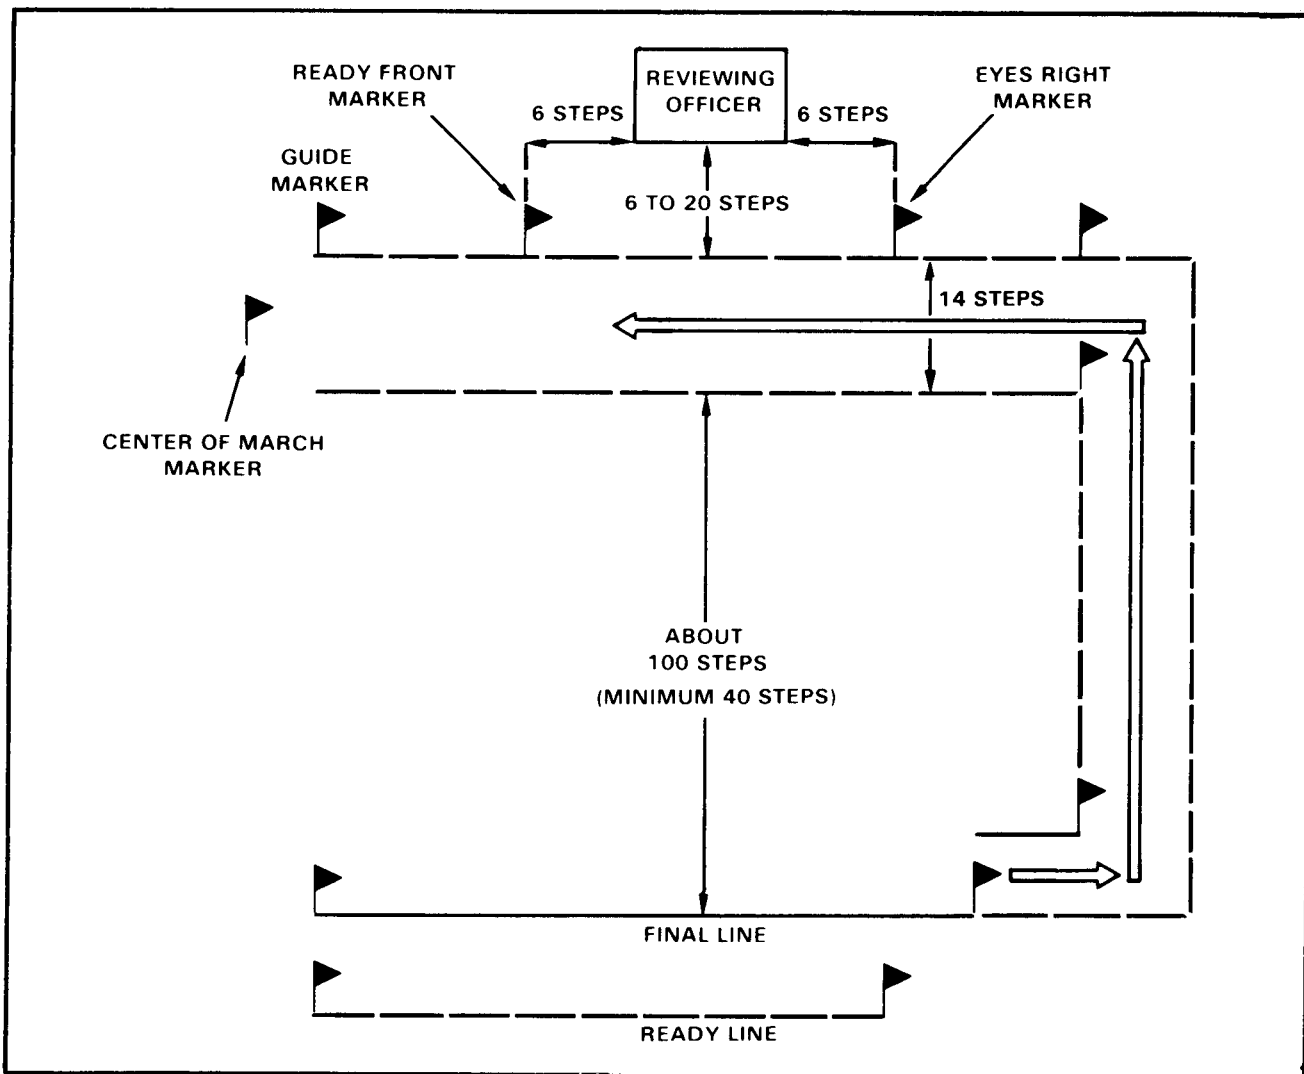 READY FRONT
MARKER
6 STEPS
REVIEWING
OFFICER
6 STEPS
EYES RIGHT
MARKER
GUIDE
MARKER
6 TO 20 STEPS
14 STEPS
CENTER OF MARCH
MARKER
ABOUT
100 STEPS
(MINIMUM 40 STEPS)
FINAL LINE
READY LINE